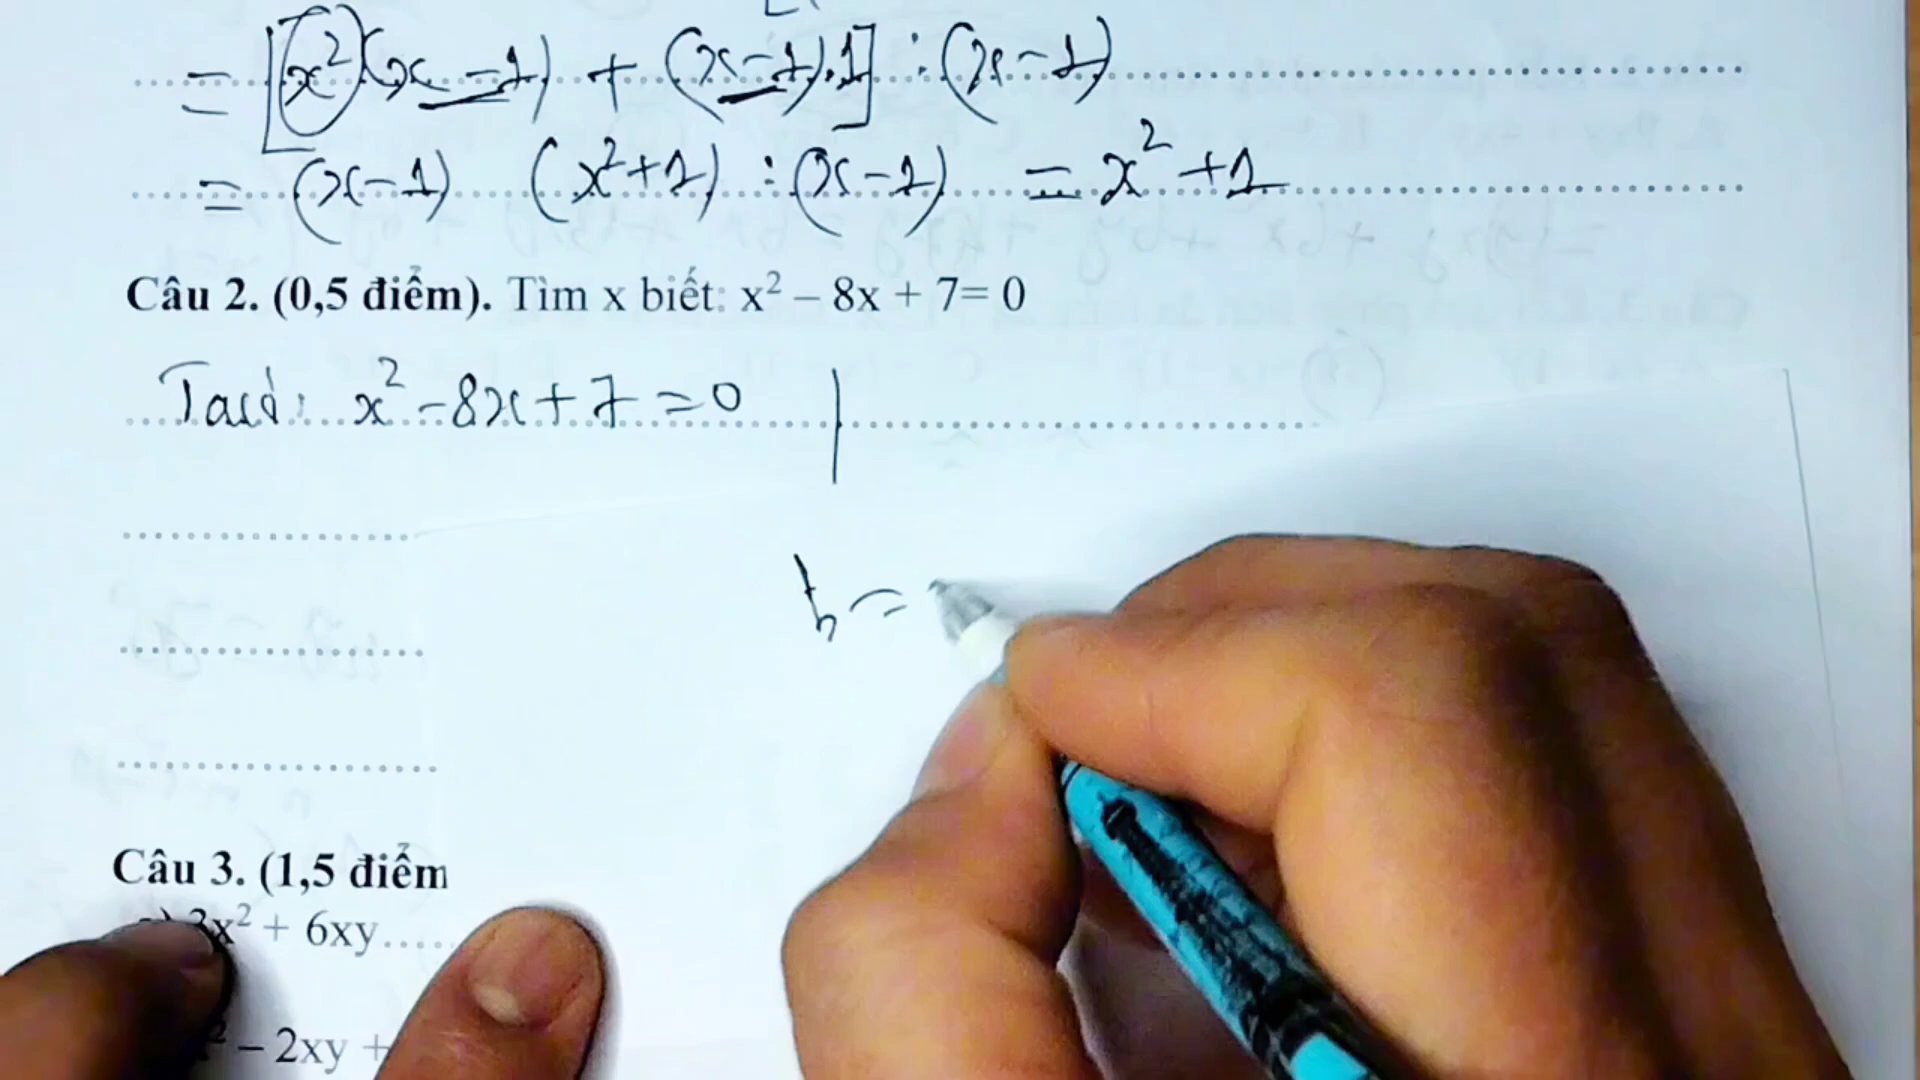 = [x²(x-1) + (x-1).1] : (x-1)
= (x-1) (x²+1) : (x-1) = x² +1
Câu 2. (0,5 điểm). Tìm x biết: x² – 8x + 7= 0
Ta có: x² -8x+7 =0
b=
Câu 3. (1,5 điểm
3x² + 6xy
– 2xy +